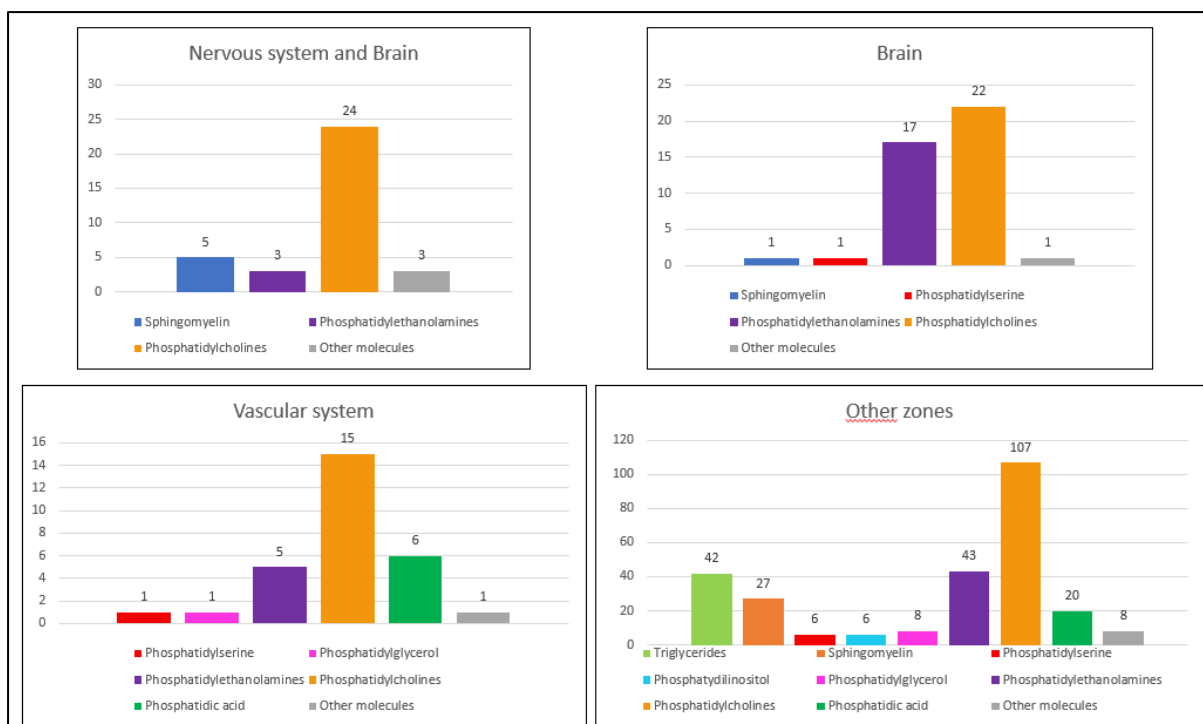 Nervous system and Brain
30
25
20
15
10
5
0
5
3
24
3
Sphingomyelin
Phosphatidylethanolamines
Phosphatidylcholines
Other molecules
Brain
25
20
15
10
5
0
1
1
17
22
1
Sphingomyelin
Phosphatidylserine
Phosphatidylethanolamines
Phosphatidylcholines
Other molecules
Vascular system
16
14
12
10
8
6
4
2
0
1
1
5
15
6
1
Phosphatidylserine
Phosphatidylglycerol
Phosphatidylethanolamines
Phosphatidylcholines
Phosphatidic acid
Other molecules
Other zones
120
100
80
60
40
20
0
42
27
6
6
8
43
107
20
8
Triglycerides
Sphingomyelin
Phosphatidylserine
Phosphatydilinositol
Phosphatidylglycerol
Phosphatidylethanolamines
Phosphatidylcholines
Phosphatidic acid
Other molecules